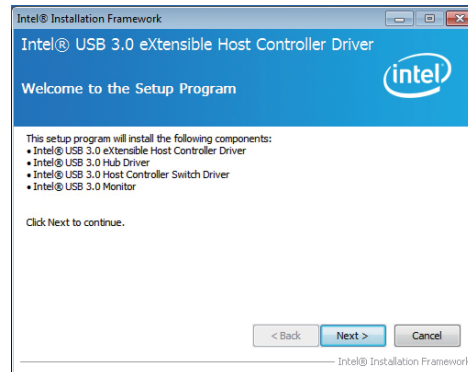 Intel® Installation Framework
Intel® USB 3.0 eXtensible Host Controller Driver
(intel)
Welcome to the Setup Program
This setup program will install the following components:
• Intel® USB 3.0 eXtensible Host Controller Driver
• Intel® USB 3.0 Hub Driver
• Intel® USB 3.0 Host Controller Switch Driver
• Intel® USB 3.0 Monitor
Click Next to continue.
< Back Next > Cancel
Intel® Installation Framework